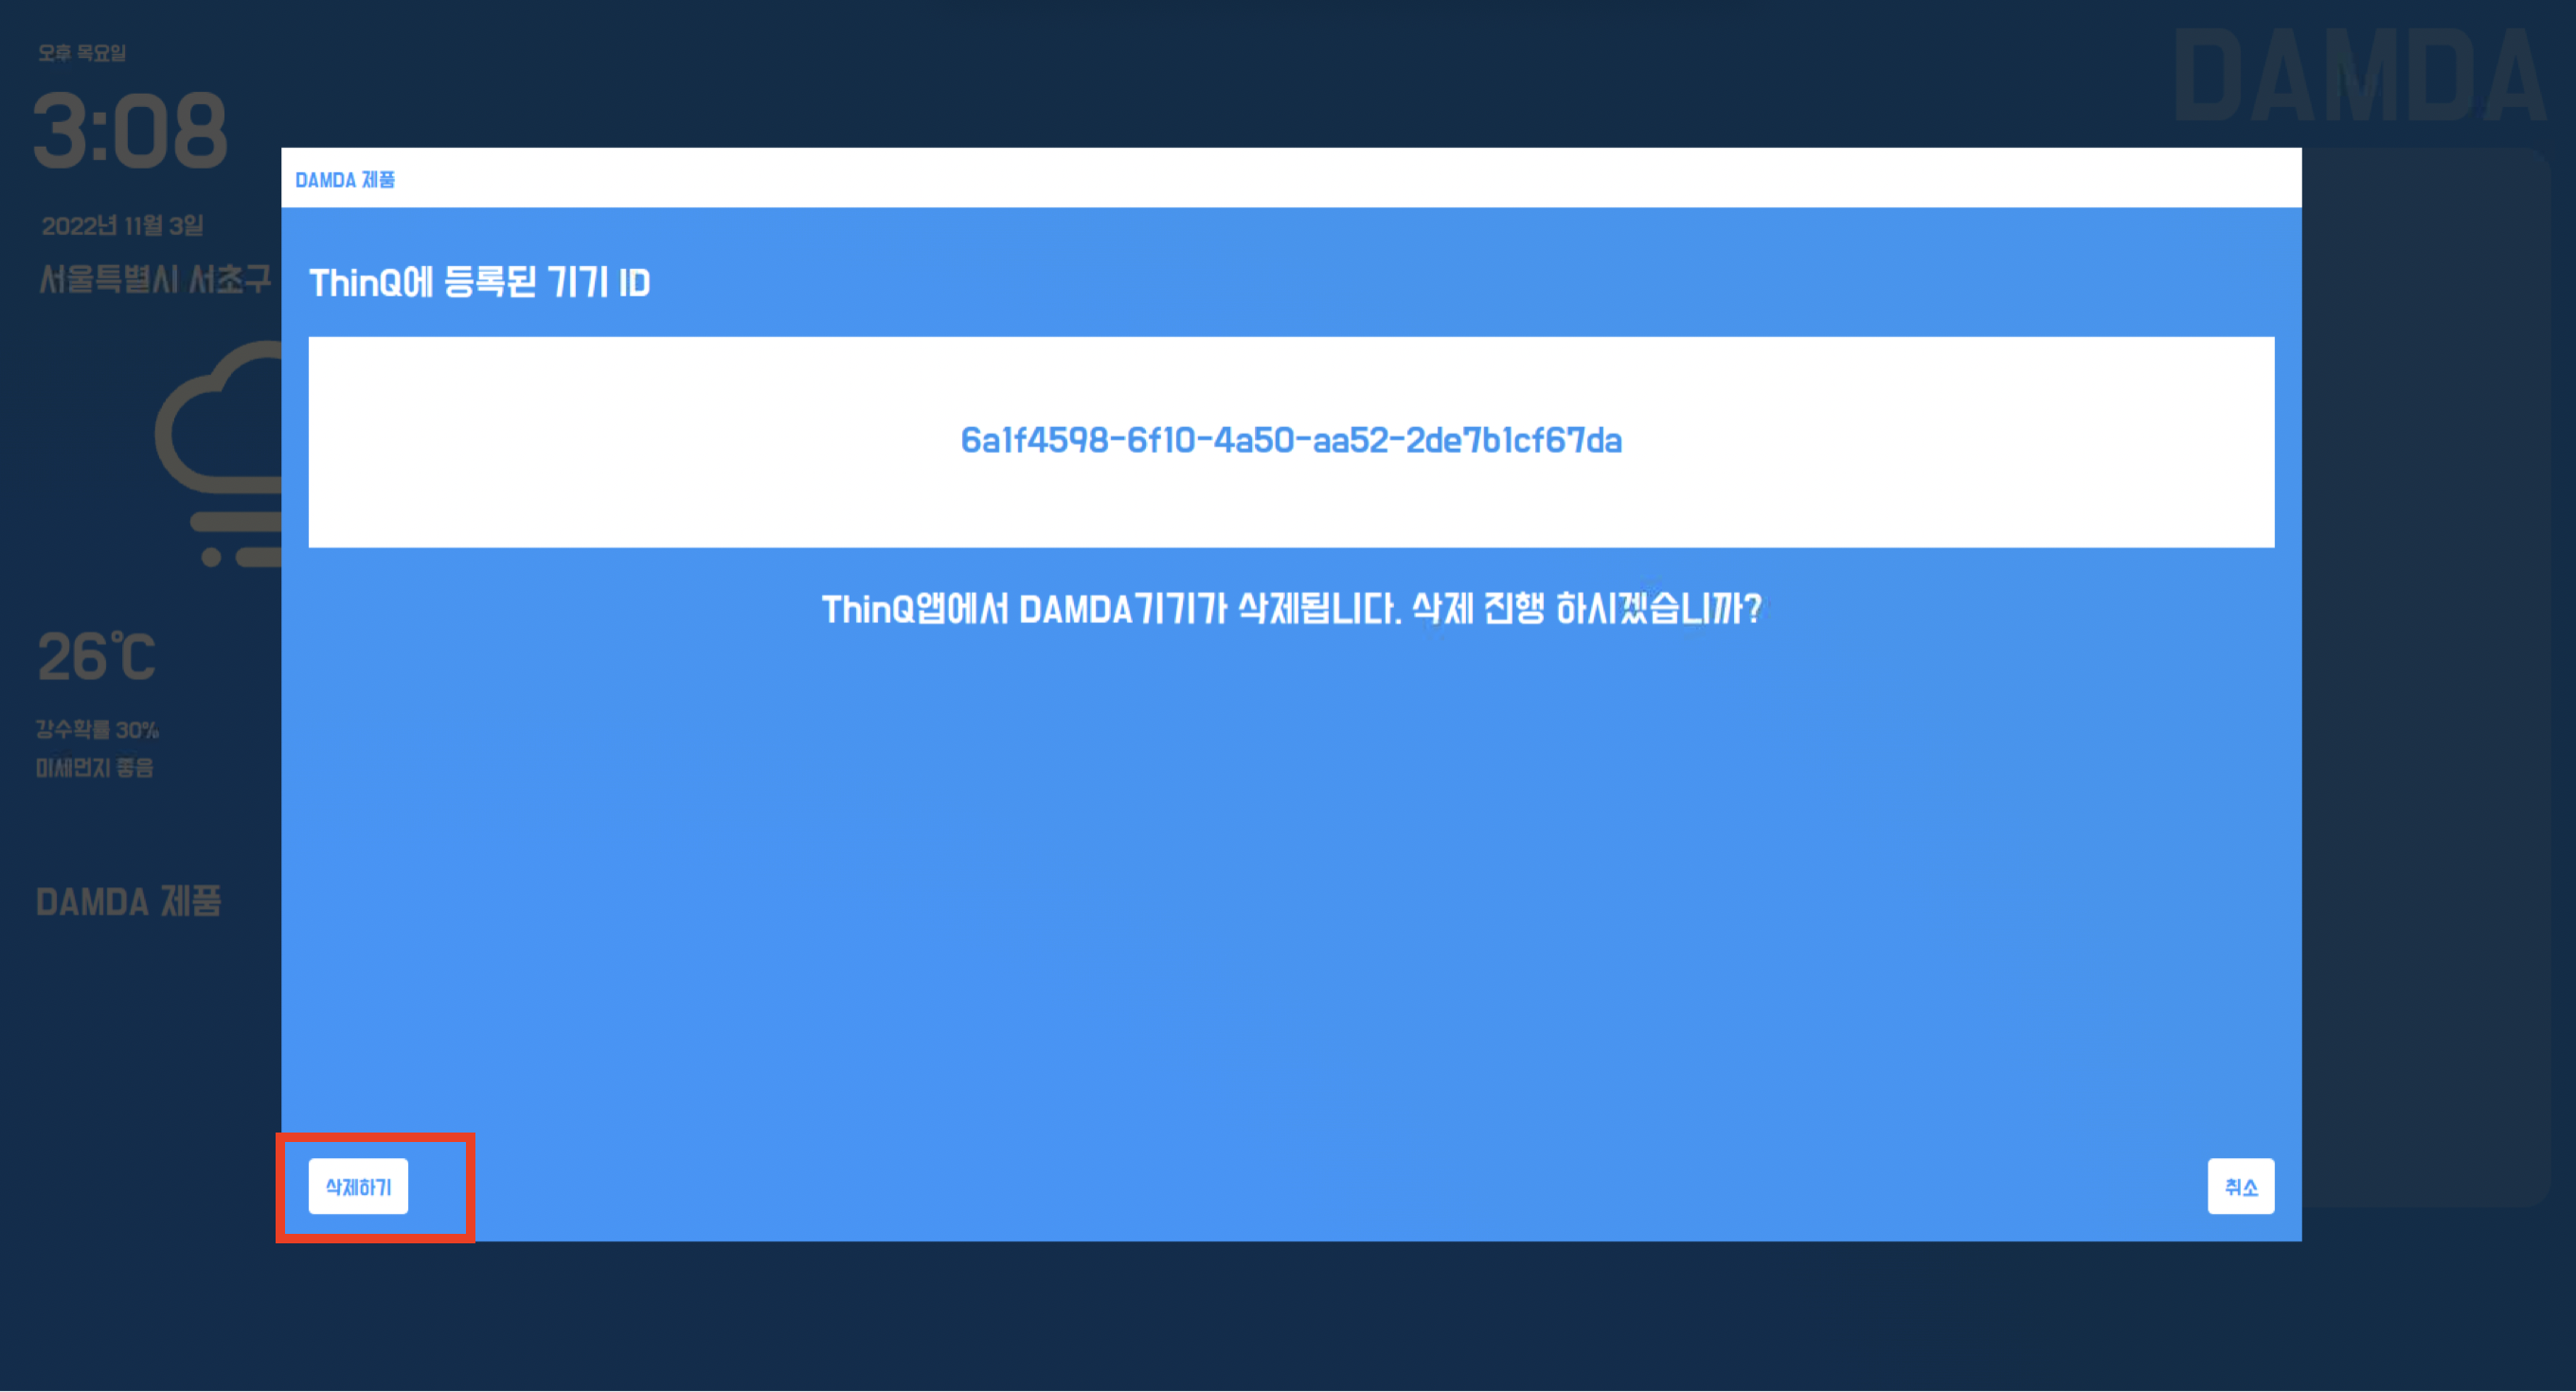 오후 목요일
3:08
2022년 11월 3일
서울특별시 서초구
26℃
강수확률 30%
미세먼지 좋음
DAMDA 제품
DAMDA
DAMDA 제품
ThinQ에 등록된 기기 ID
6a1f4598-6f10-4a50-aa52-2de7b1cf67da
ThinQ앱에서 DAMDA기기가 삭제됩니다. 삭제 진행 하시겠습니까?
삭제하기
취소